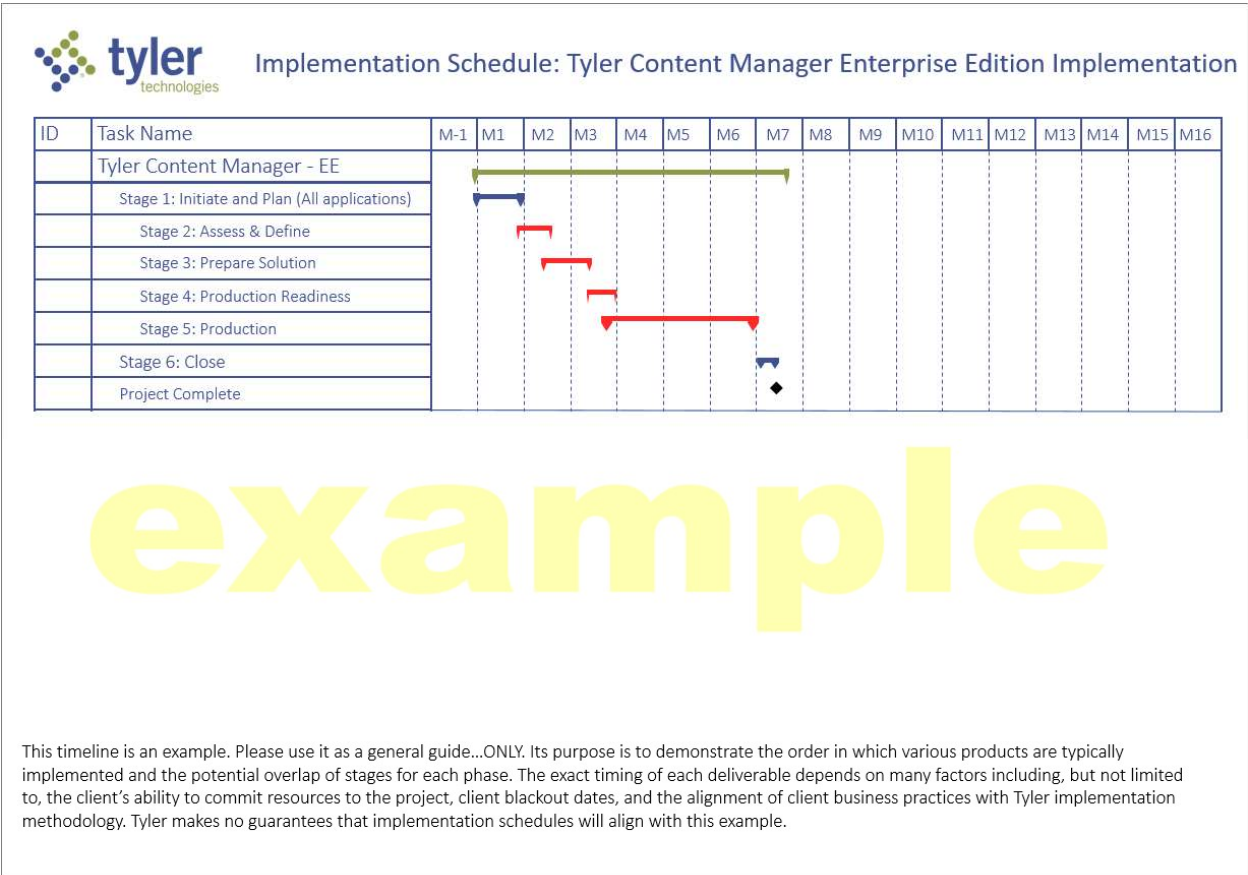 tyler
technologies
Implementation Schedule: Tyler Content Manager Enterprise Edition Implementation
ID Task Name M-1 M1 M2 M3 M4 M5 M6 M7 M8 M9 M10 M11 M12 M13 M14 M15 M16
Tyler Content Manager - EE
Stage 1: Initiate and Plan (All applications)
Stage 2: Assess & Define
Stage 3: Prepare Solution
Stage 4: Production Readiness
Stage 5: Production
Stage 6: Close
Project Complete
example
This timeline is an example. Please use it as a general guide...ONLY. Its purpose is to demonstrate the order in which various products are typically
implemented and the potential overlap of stages for each phase. The exact timing of each deliverable depends on many factors including, but not limited
to, the client's ability to commit resources to the project, client blackout dates, and the alignment of client business practices with Tyler implementation
methodology. Tyler makes no guarantees that implementation schedules will align with this example.